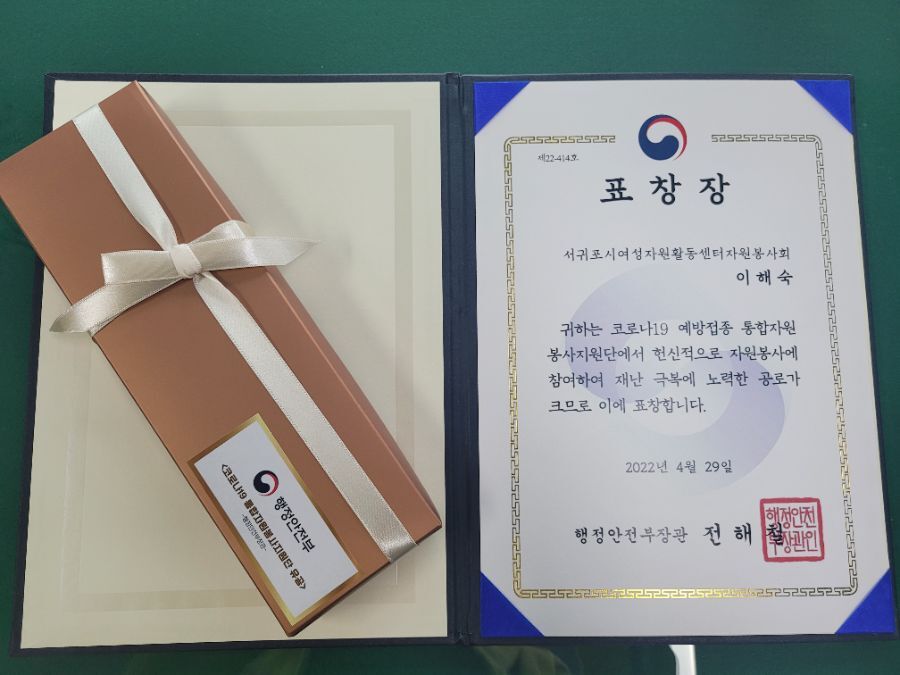 제22-414호
표창장
서귀포시여성자원활동센터자원봉사회
이해숙
귀하는 코로나19 예방접종 통합자원
봉사지원단에서 헌신적으로 자원봉사에
참여하여 재난 극복에 노력한 공로가
크므로 이에 표창합니다.
2022년 4월 29일
행정안전부장관 전해철
행정안전
부장관인
행정안전부
<코로나19 통합자원봉사지원단 유공>